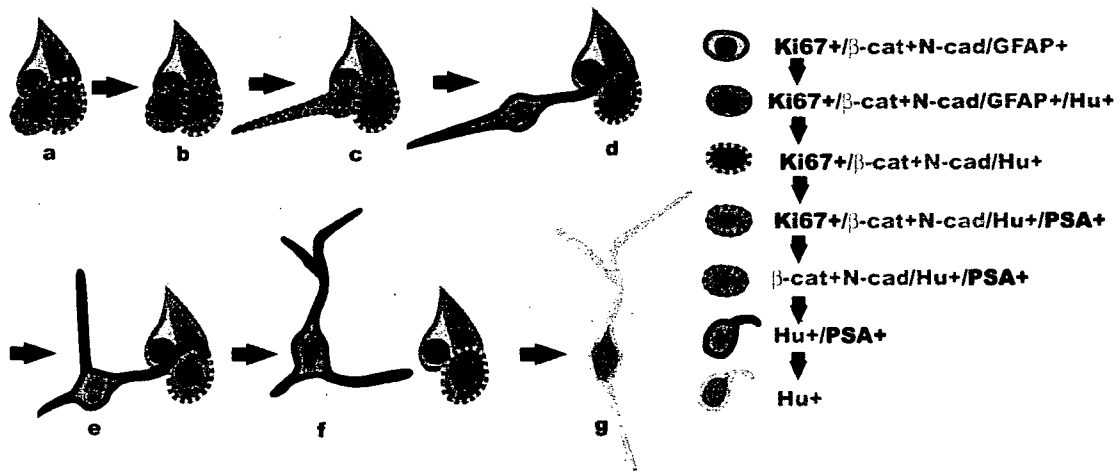 a
b
c
d
e
f
g
Ki67+/β-cat+N-cad/GFAP+
Ki67+/β-cat+N-cad/GFAP+/Hu+
Ki67+/β-cat+N-cad/Hu+
Ki67+/β-cat+N-cad/Hu+/PSA+
β-cat+N-cad/Hu+/PSA+
Hu+/PSA+
Hu+